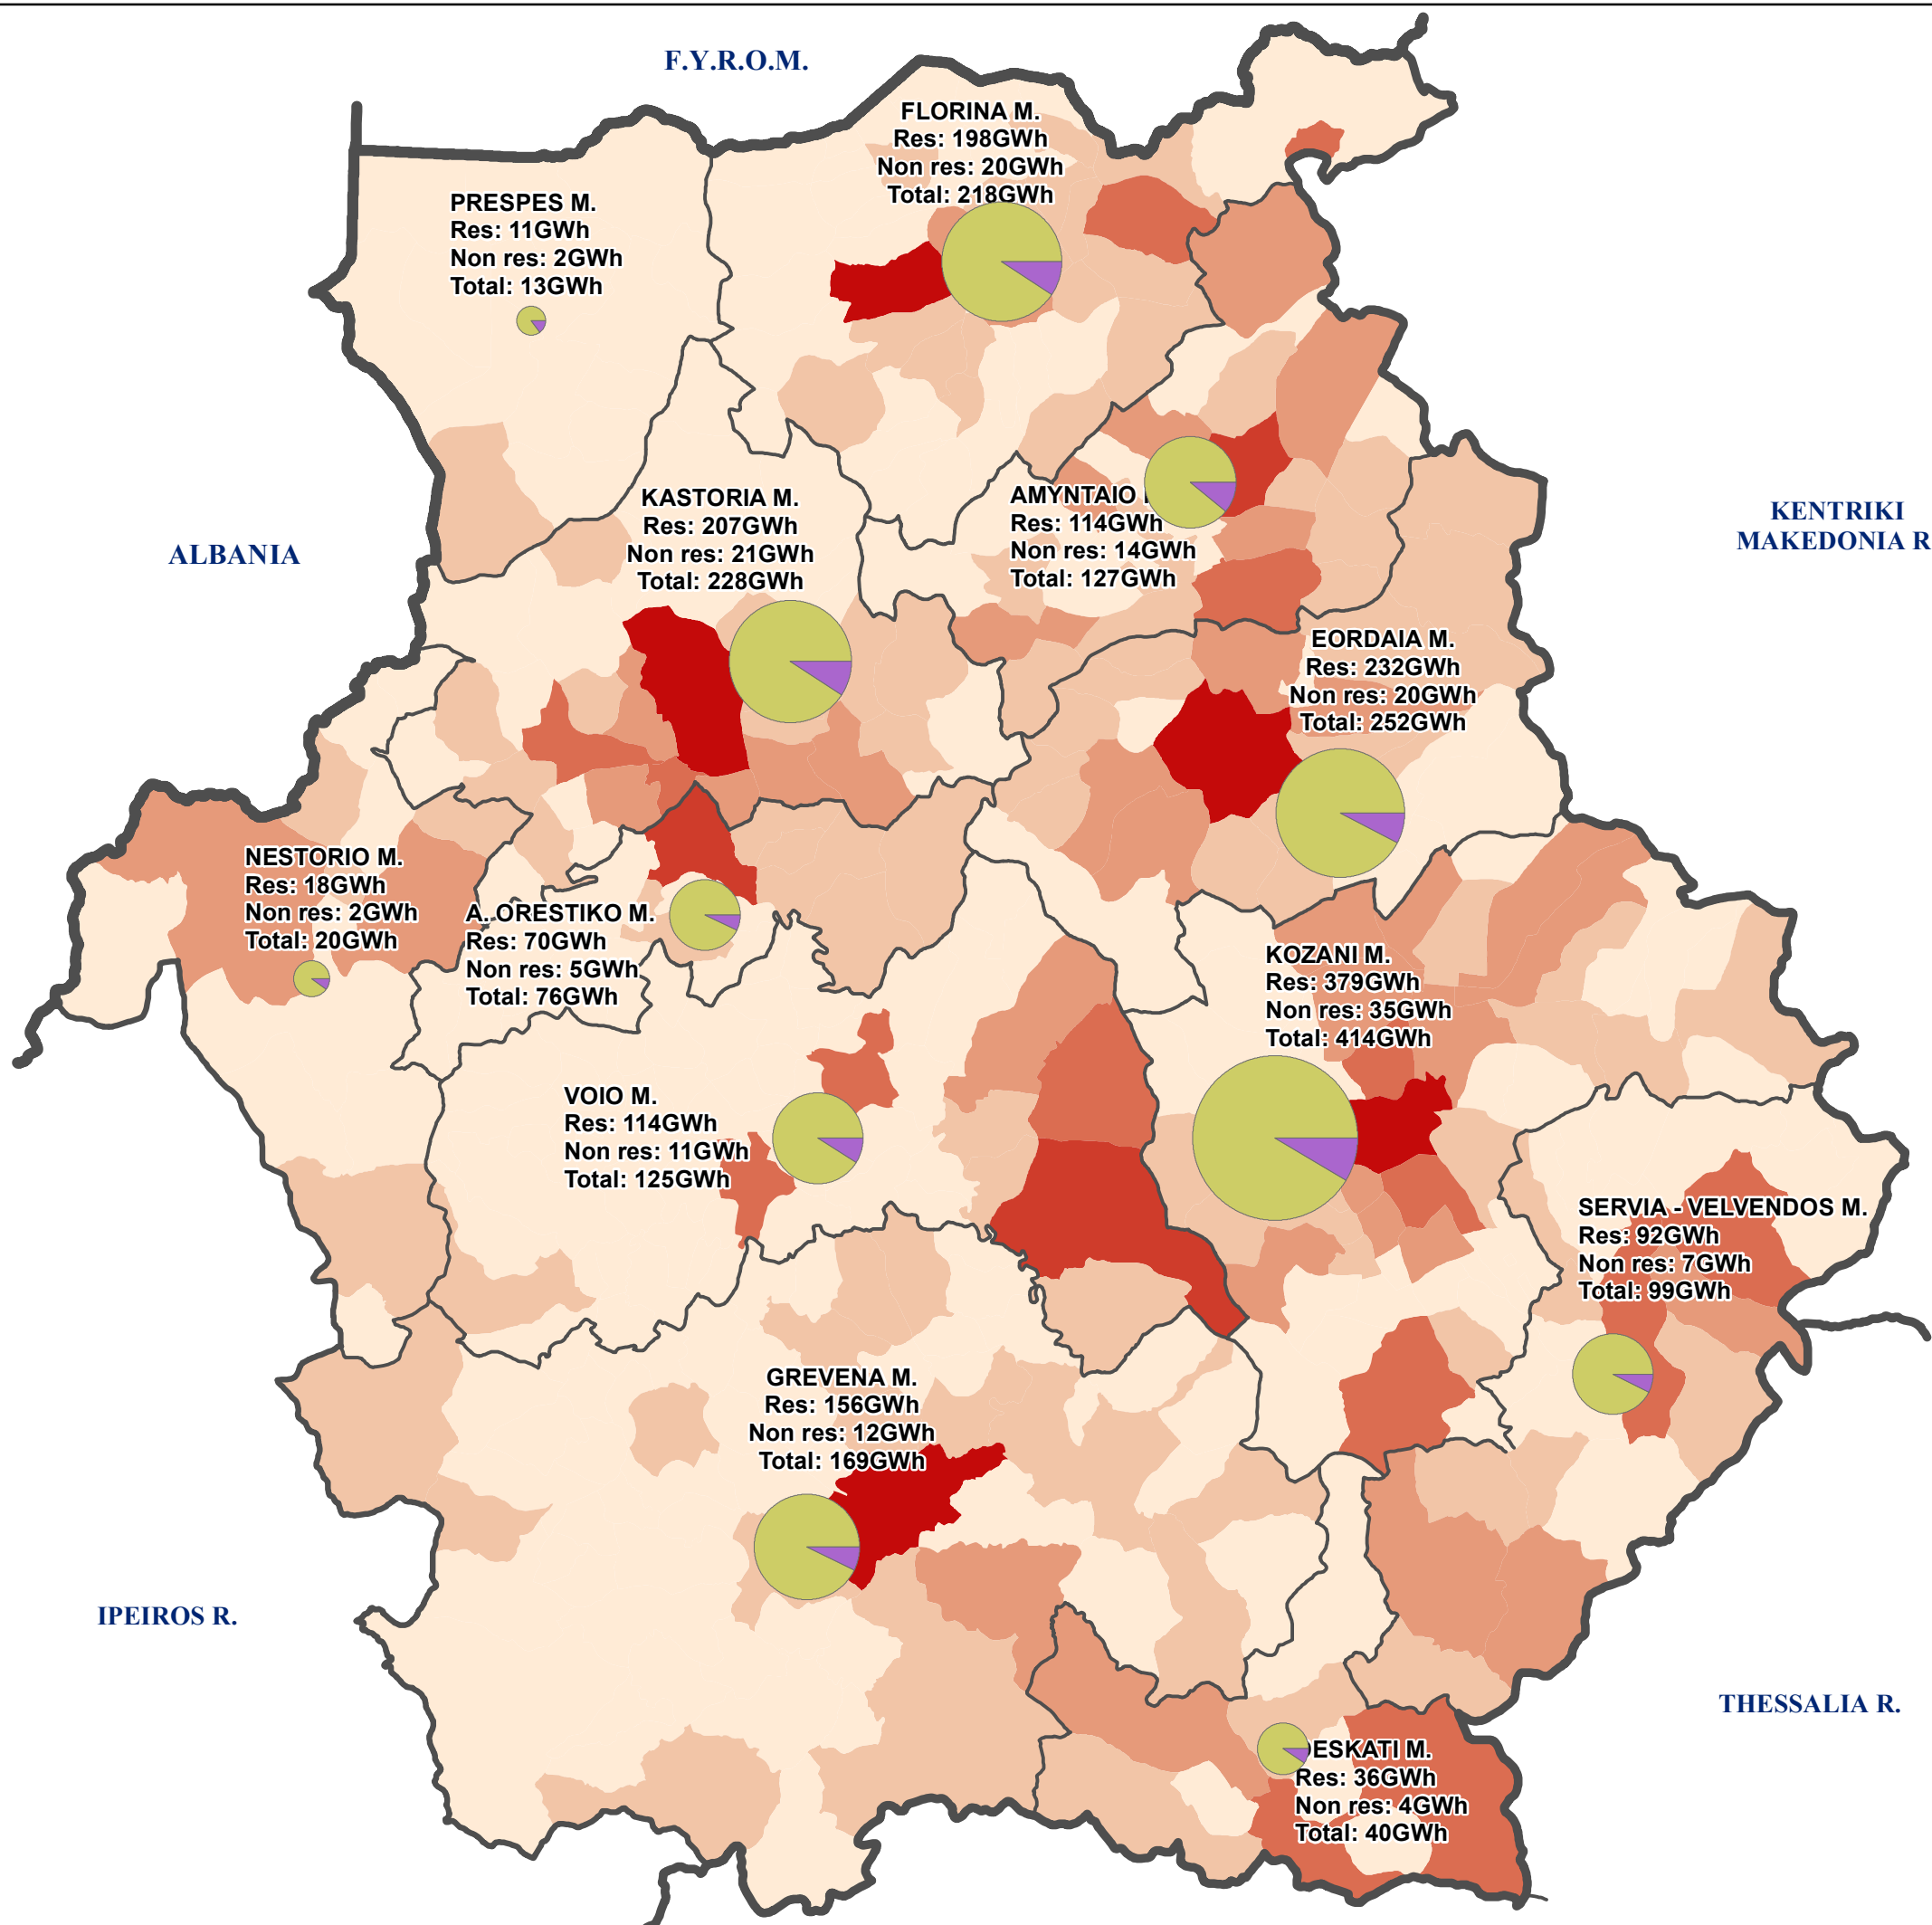 F.Y.R.O.M.
FLORINA M.
Res: 198GWh
Non res: 20GWh
Total: 218GWh
PRESPES M.
Res: 11GWh
Non res: 2GWh
Total: 13GWh
KASTORIA M.
Res: 207GWh
Non res: 21GWh
Total: 228GWh
AMYNTAIO
Res: 114GWh
Non res: 14GWh
Total: 127GWh
KENTRIKI
MAKEDONIA R
ALBANIA
EORDAIA M.
Res: 232GWh
Non res: 20GWh
Total: 252GWh
NESTORIO M.
Res: 18GWh
Non res: 2GWh
Total: 20GWh
A. ORESTIKO M.
Res: 70GWh
Non res: 5GWh
Total: 76GWh
KOZANI M.
Res: 379GWh
Non res: 35GWh
Total: 414GWh
VOIO M.
Res: 114GWh
Non res: 11GWh
Total: 125GWh
SERVIA - VELVENDOS M.
Res: 92GWh
Non res: 7GWh
Total: 99GWh
GREVENA M.
Res: 156GWh
Non res: 12GWh
Total: 169GWh
IPEIROS R.
THESSALIA R.
ESKATI M.
Res: 36GWh
Non res: 4GWh
Total: 40GWh